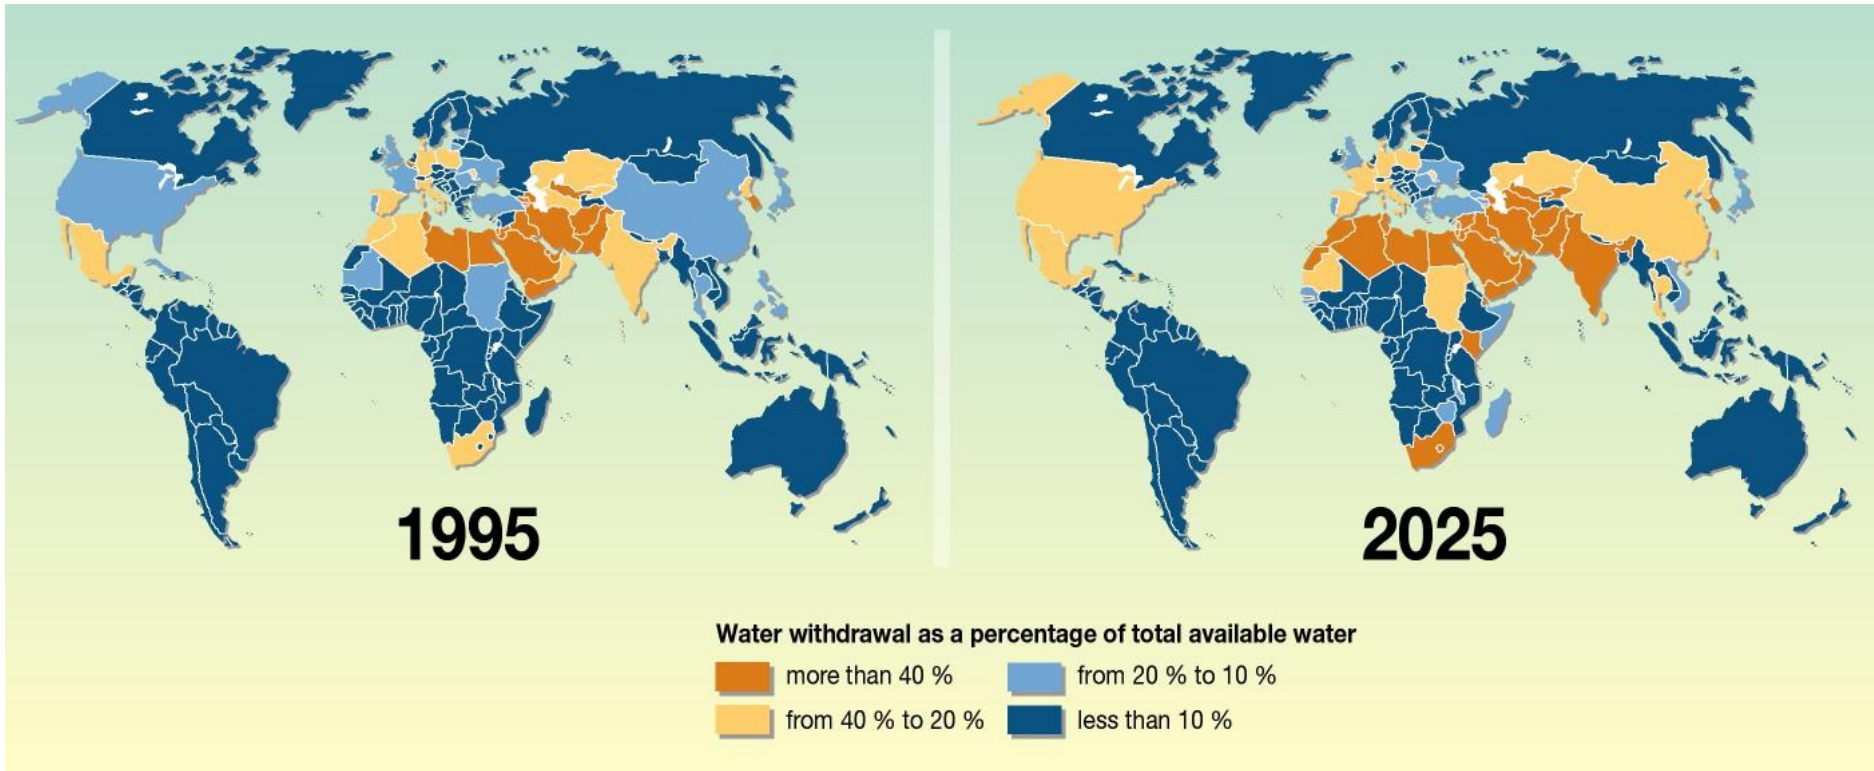 1995
2025
Water withdrawal as a percentage of total available water
more than 40 %
from 20 % to 10 %
from 40 % to 20 %
less than 10 %